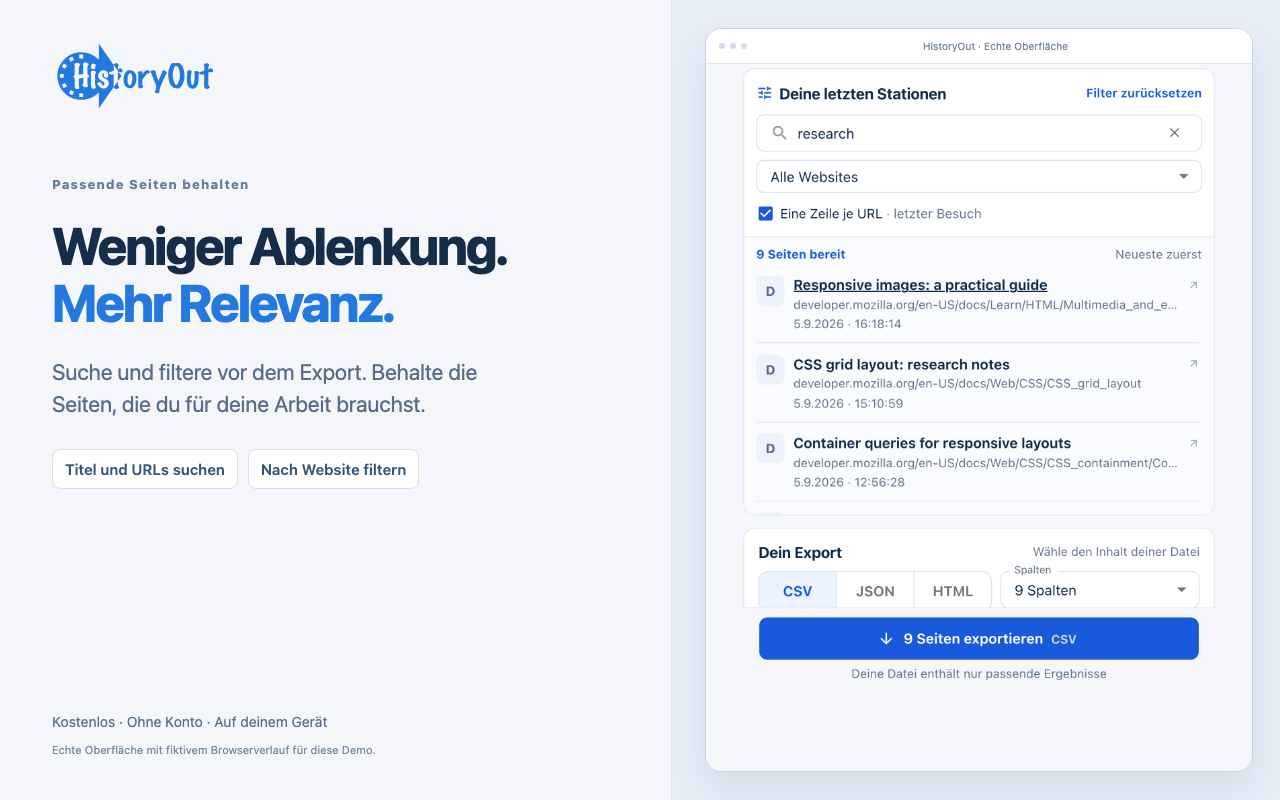 HistoryOut
Passende Seiten behalten
Weniger Ablenkung.
Mehr Relevanz.
Suche und filtere vor dem Export. Behalte die
Seiten, die du für deine Arbeit brauchst.
Titel und URLs suchen
Nach Website filtern
Kostenlos · Ohne Konto · Auf deinem Gerät
Echte Oberfläche mit fiktivem Browserverlauf für diese Demo.
HistoryOut · Echte Oberfläche
Deine letzten Stationen
Filter zurücksetzen
research
Alle Websites
Eine Zeile je URL · letzter Besuch
9 Seiten bereit
Neueste zuerst
D
Responsive images: a practical guide
developer.mozilla.org/en-US/docs/Learn/HTML/Multimedia_and_e...
5.9.2026 · 16:18:14
D
CSS grid layout: research notes
developer.mozilla.org/en-US/docs/Web/CSS/CSS_grid_layout
5.9.2026 · 15:10:59
D
Container queries for responsive layouts
developer.mozilla.org/en-US/docs/Web/CSS/CSS_containment/Co...
5.9.2026 · 12:56:28
Dein Export
Wähle den Inhalt deiner Datei
CSV
JSON
HTML
Spalten
9 Spalten
9 Seiten exportieren CSV
Deine Datei enthält nur passende Ergebnisse